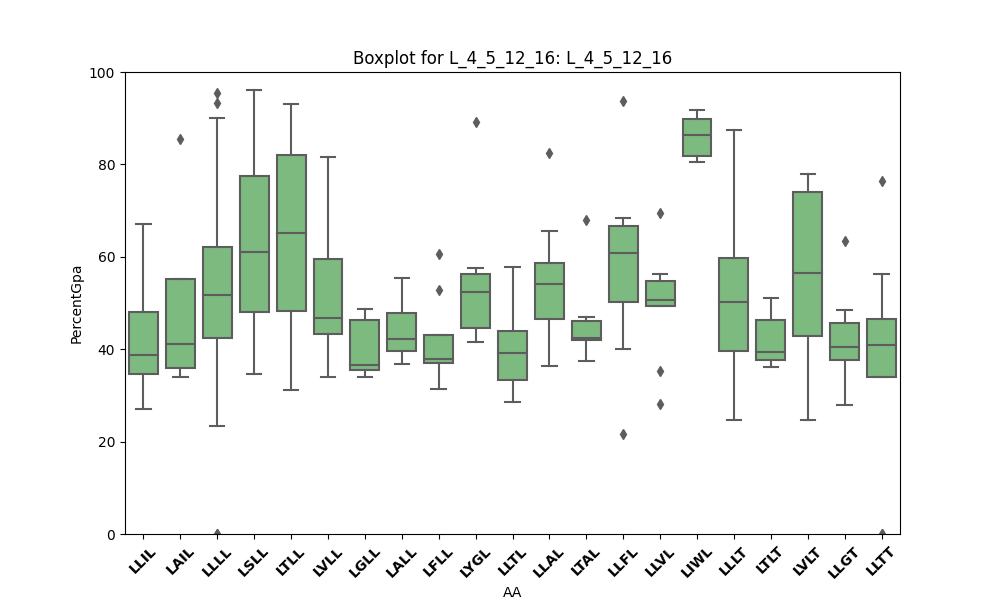 Boxplot for L_4_5_12_16: L_4_5_12_16
100
80
60
40
20
0
PercentGpa
LLIL LAIL LLLL LSLL LTLL LVLL LGLL LALL LFLL LYGL LLTL LLAL LTAL LLFL LLVL LIWL LLLT LTLT LVLT LLGT LLTT
AA